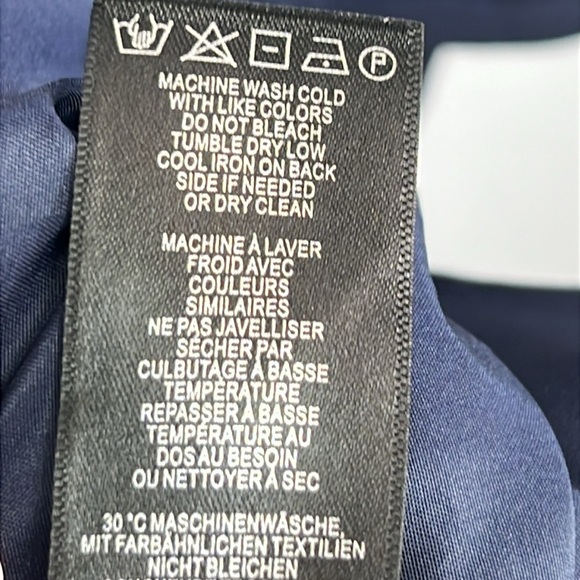 P
MACHINE WASH COLD
WITH LIKE COLORS
DO NOT BLEACH
TUMBLE DRY LOW
COOL IRON ON BACK
SIDE IF NEEDED
OR DRY CLEAN
MACHINE À LAVER
FROID AVEC
COULEURS
SIMILAIRES
NE PAS JAVELLISER
SÉCHER PAR
CULBUTAGE À BASSE
TEMPÉRATURE
REPASSER À BASSE
TEMPÉRATURE AU
DOS AU BESOIN
OU NETTOYER À SEC
30 °C MASCHINENWÄSCHE,
MIT FARBÄHNLICHEN TEXTILIEN
NICHT BLEICHEN